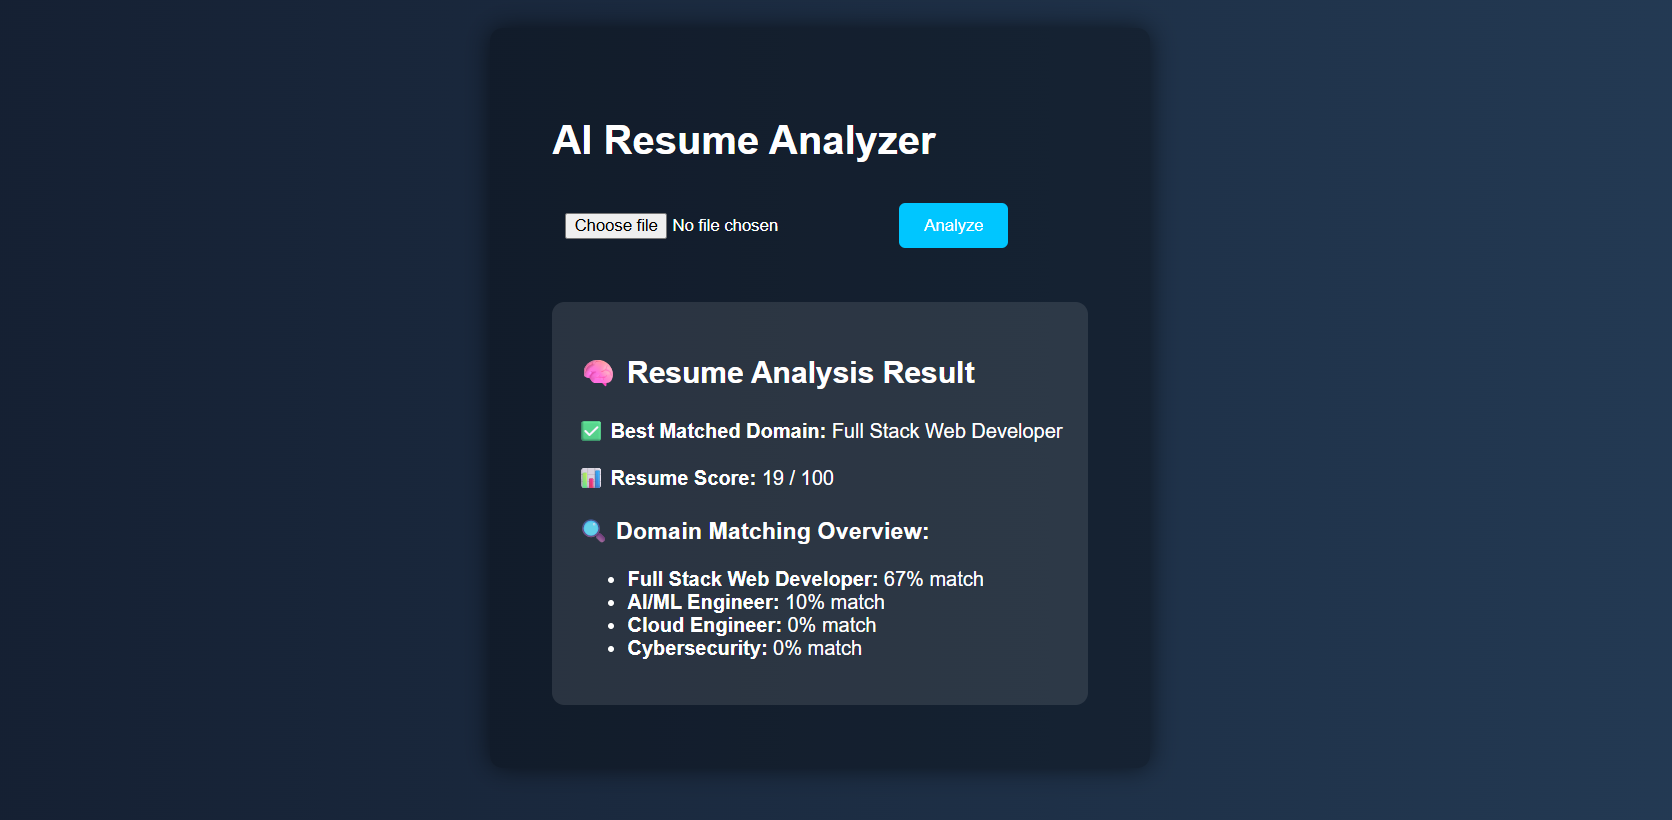 AI Resume Analyzer
Choose file No file chosen
Analyze
🧠 Resume Analysis Result
✅ Best Matched Domain: Full Stack Web Developer
📊 Resume Score: 19 / 100
🔍 Domain Matching Overview:
• Full Stack Web Developer: 67% match
• AI/ML Engineer: 10% match
• Cloud Engineer: 0% match
• Cybersecurity: 0% match